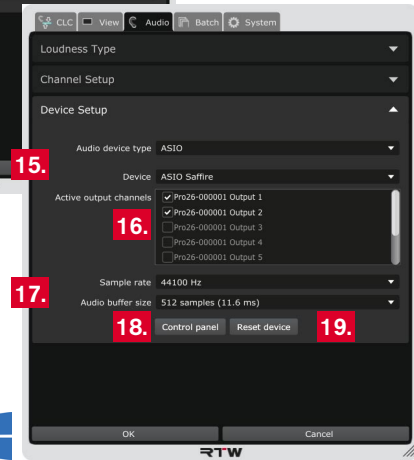 CLC View Audio Batch System
Loudness Type
Channel Setup
Device Setup
Audio device type ASIO
15.
Device ASIO Saffire
Active output channels Pro26-000001 Output 1
16. Pro26-000001 Output 2
Pro26-000001 Output 3
Pro26-000001 Output 4
Pro26-000001 Output 5
Sample rate 44100 Hz
17.
Audio buffer size 512 samples (11.6 ms)
18. Control panel Reset device 19.
OK Cancel
RTW